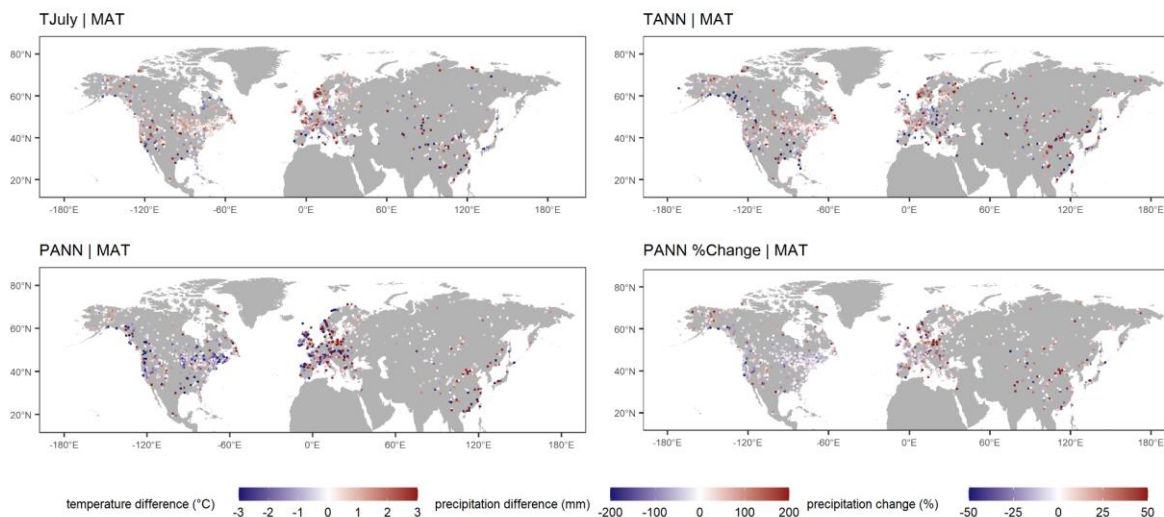 TJuly | MAT
TANN | MAT
80°N
60°N
40°N
20°N
-180°E -120°E -60°E 0°E 60°E 120°E 180°E
80°N
60°N
40°N
20°N
-180°E -120°E -60°E 0°E 60°E 120°E 180°E
PANN | MAT
PANN %Change | MAT
80°N
60°N
40°N
20°N
-180°E -120°E -60°E 0°E 60°E 120°E 180°E
80°N
60°N
40°N
20°N
-180°E -120°E -60°E 0°E 60°E 120°E 180°E
temperature difference (°C)
-3 -2 -1 0 1 2 3
precipitation difference (mm)
-200 -100 0 100 200
precipitation change (%)
-50 -25 0 25 50